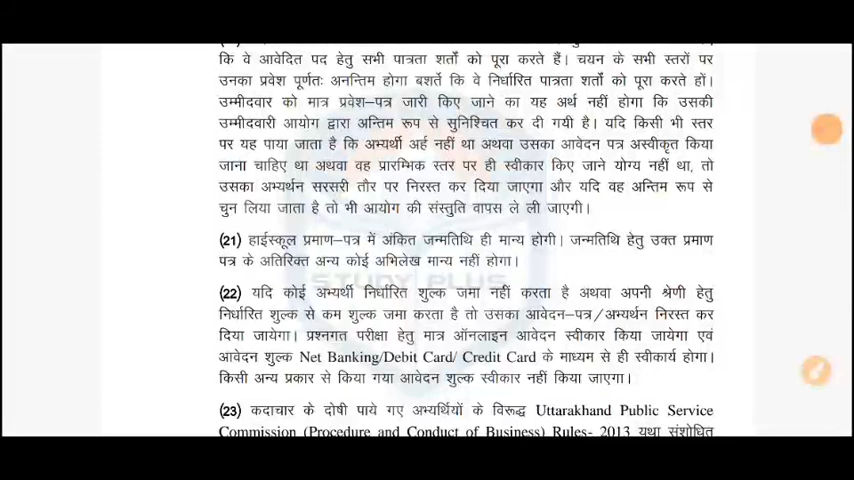 कि वे आवेदित पद हेतु सभी पात्रता शर्तों को पूरा करते हैं। चयन के सभी स्तरों पर
उनका प्रवेश पूर्णतः अनन्तिम होगा बशर्ते कि वे निर्धारित पात्रता शर्तों को पूरा करते हों।
उम्मीदवार को मात्र प्रवेश–पत्र जारी किए जाने का यह अर्थ नहीं होगा कि उसकी
उम्मीदवारी आयोग द्वारा अन्तिम रूप से सुनिश्चित कर दी गयी है। यदि किसी भी स्तर
पर यह पाया जाता है कि अभ्यर्थी अर्ह नहीं था अथवा उसका आवेदन पत्र अस्वीकृत किया
जाना चाहिए था अथवा वह प्रारम्भिक स्तर पर ही स्वीकार किए जाने योग्य नहीं था, तो
उसका अभ्यर्थन सरसरी तौर पर निरस्त कर दिया जाएगा और यदि वह अन्तिम रूप से
चुन लिया जाता है तो भी आयोग की संस्तुति वापस ले ली जाएगी।
(21) हाईस्कूल प्रमाण–पत्र में अंकित जन्मतिथि ही मान्य होगी। जन्मतिथि हेतु उक्त प्रमाण
पत्र के अतिरिक्त अन्य कोई अभिलेख मान्य नहीं होगा।
STUDY PLUS
(22) यदि कोई अभ्यर्थी निर्धारित शुल्क जमा नहीं करता है अथवा अपनी श्रेणी हेतु
निर्धारित शुल्क से कम शुल्क जमा करता है तो उसका आवेदन–पत्र/अभ्यर्थन निरस्त कर
दिया जायेगा। प्रश्नगत परीक्षा हेतु मात्र ऑनलाइन आवेदन स्वीकार किया जायेगा एवं
आवेदन शुल्क Net Banking/Debit Card/ Credit Card के माध्यम से ही स्वीकार्य होगा।
किसी अन्य प्रकार से किया गया आवेदन शुल्क स्वीकार नहीं किया जाएगा।
(23) कदाचार के दोषी पाये गए अभ्यर्थियों के विरूद्ध Uttarakhand Public Service
Commission (Procedure and Conduct of Business) Rules- 2013 यथा संशोधित